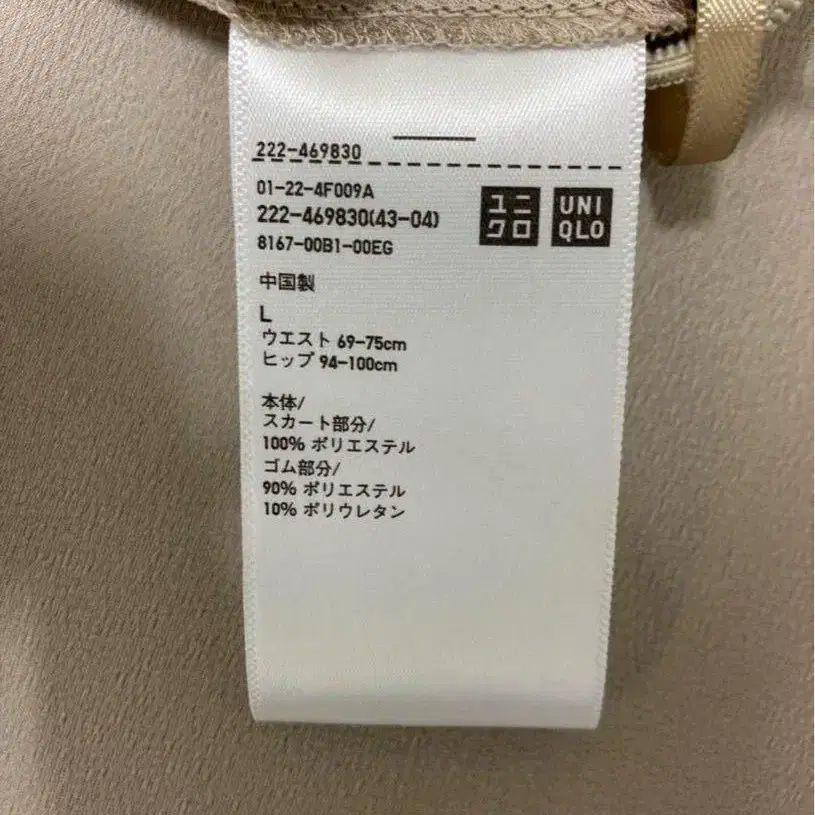 222-469830
01-22-4F009A
222-469830(43-04)
8167-00B1-00EG
ユニ
クロ
UNI
QLO
中国製
L
ウエスト 69-75cm
ヒップ 94-100cm
本体/
スカート部分/
100% ポリエステル
ゴム部分/
90% ポリエステル
10% ポリウレタン